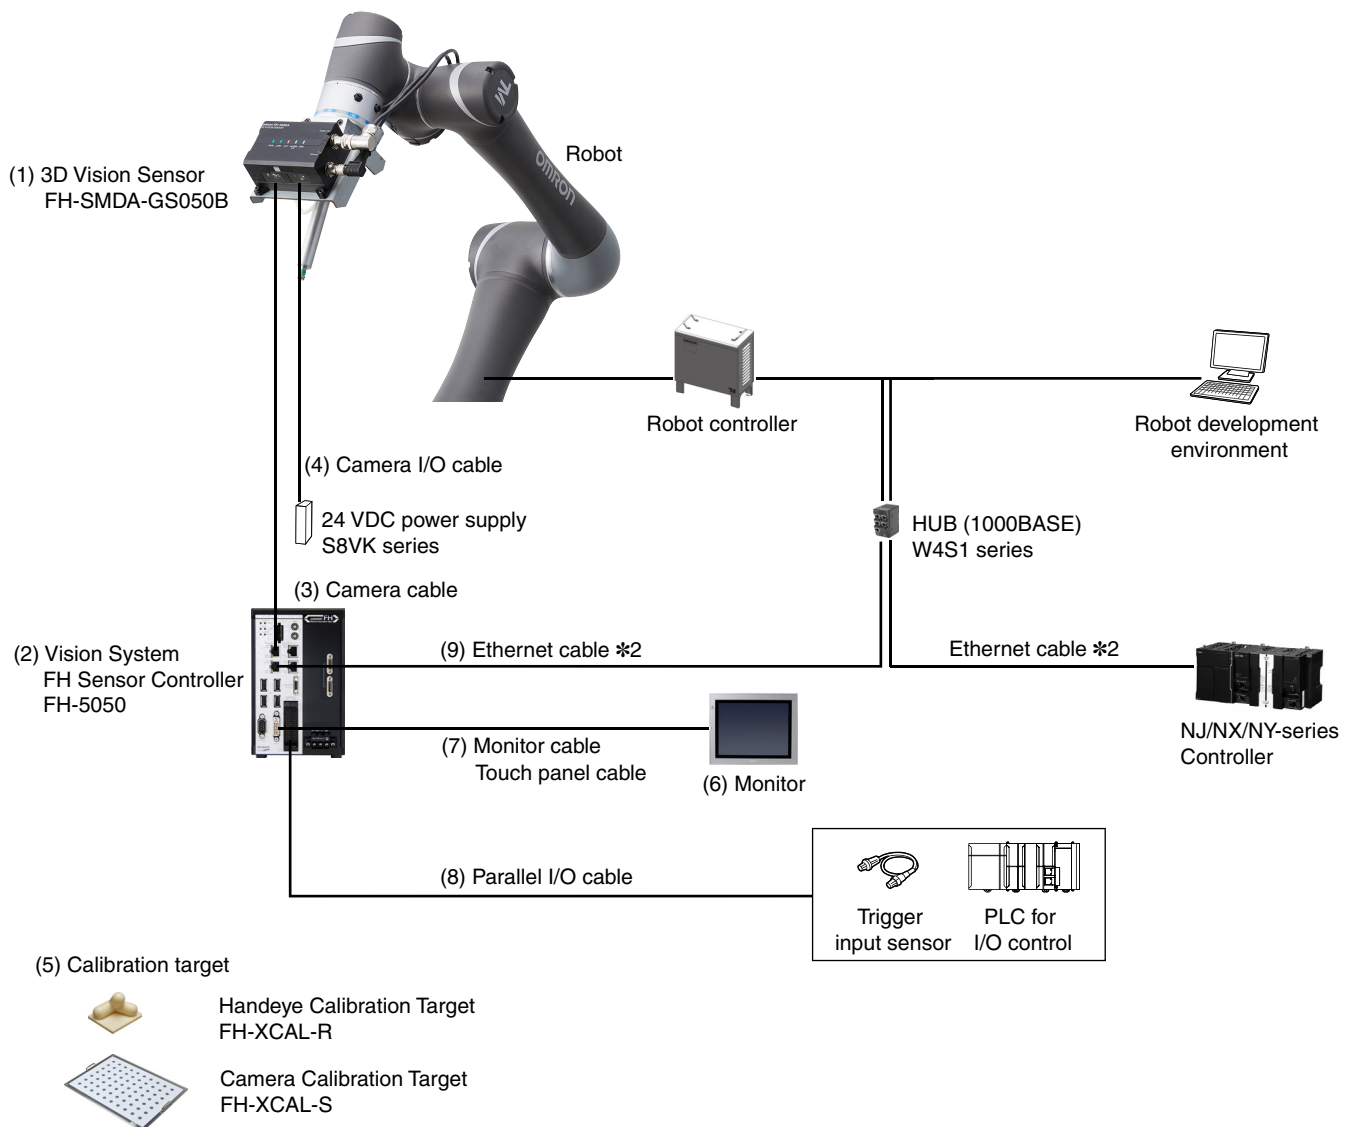 TM
OMRON
Robot
(1) 3D Vision Sensor
FH-SMDA-GS050B
Robot controller
Robot development
environment
(4) Camera I/O cable
24 VDC power supply
S8VK series
HUB (1000BASE)
W4S1 series
(3) Camera cable
FH
(2) Vision System
FH Sensor Controller
FH-5050
(9) Ethernet cable ✻2
Ethernet cable ✻2
(7) Monitor cable
Touch panel cable
(6) Monitor
NJ/NX/NY-series
Controller
(8) Parallel I/O cable
Trigger
input sensor
PLC for
I/O control
(5) Calibration target
Handeye Calibration Target
FH-XCAL-R
Camera Calibration Target
FH-XCAL-S